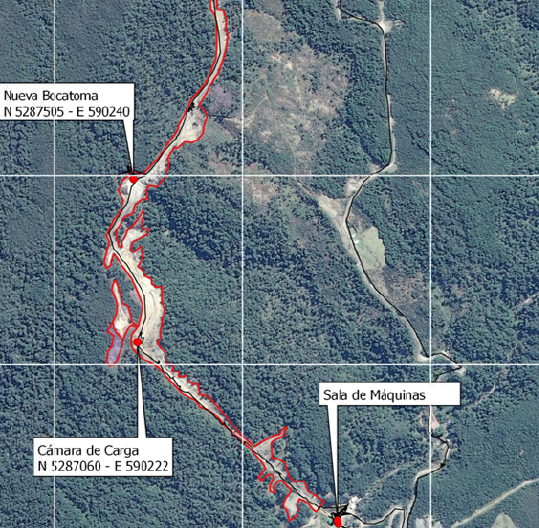 Nueva Bocatoma
N 5287505 - E 590240
Sala de Máquinas
Cámara de Carga
N 5287060 - E 590222